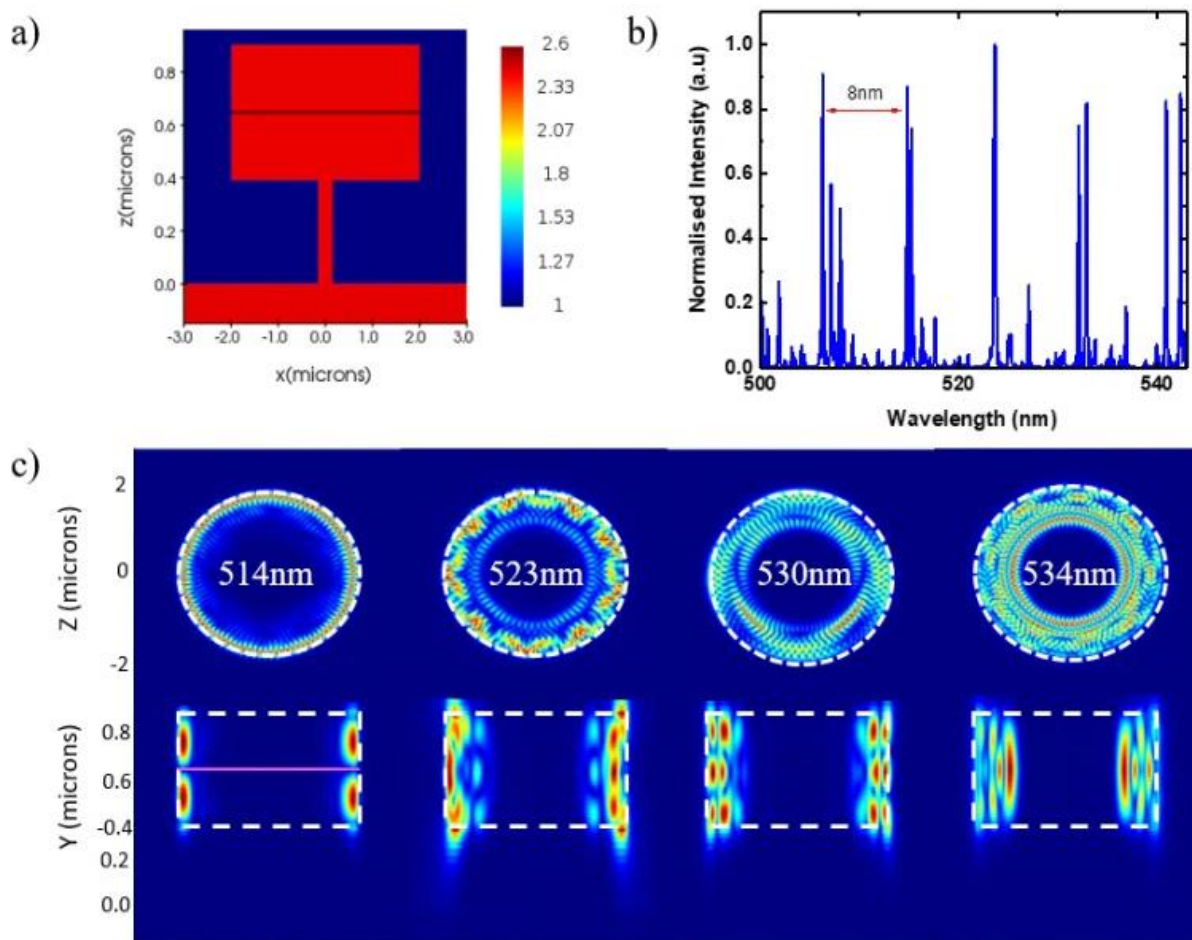 a)
z(microns)
0.8
0.6
0.4
0.2
0.0
-3.0 -2.0 -1.0 0.0 1.0 2.0 3.0
x(microns)
2.6
2.33
2.07
1.8
1.53
1.27
1
b)
Normalised Intensity (a.u)
1.0
0.8
0.6
0.4
0.2
0.0
8nm
500 520 540
Wavelength (nm)
c)
Z (microns)
2
0
-2
514nm 523nm 530nm 534nm
Y (microns)
0.8
0.6
-0.4
0.2
0.0